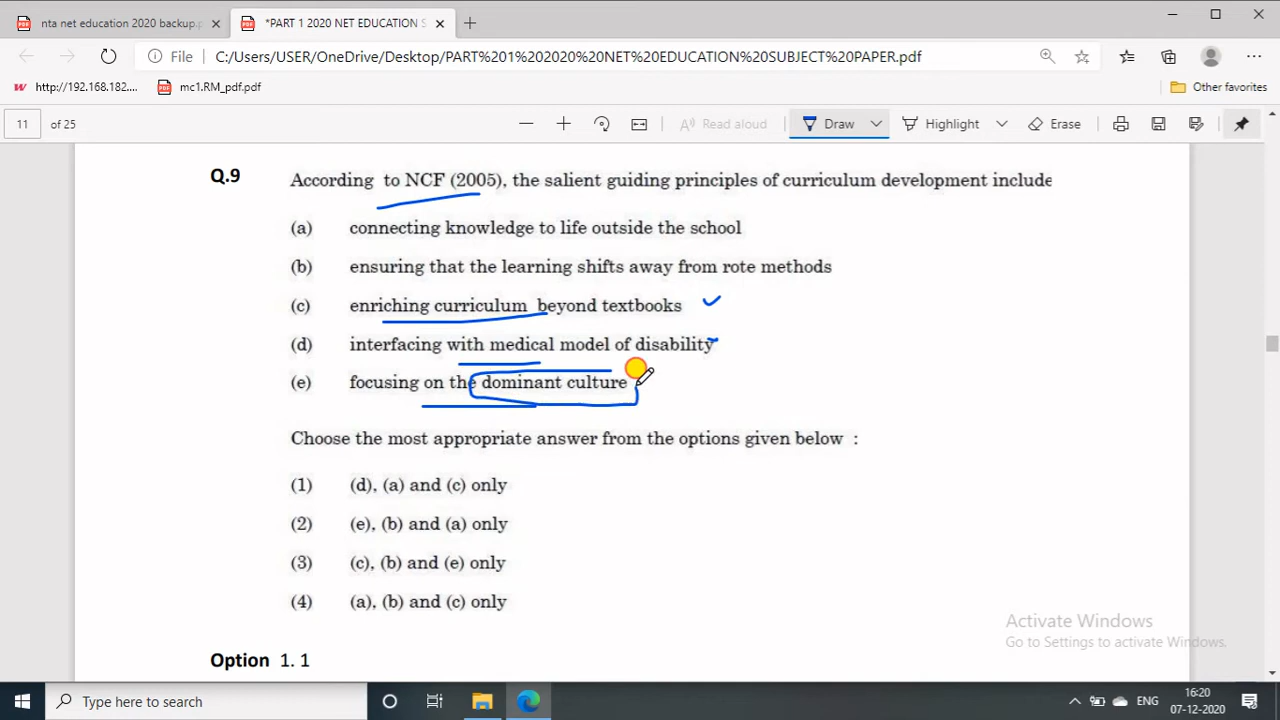 nta net education 2020 backup.p
*PART 1 2020 NET EDUCATION S
File C:/Users/USER/OneDrive/Desktop/PART%201%202020%20NET%20EDUCATION%20SUBJECT%20PAPER.pdf
http://192.168.182.... mc1.RM_pdf.pdf Other favorites
11 of 25 Read aloud Draw Highlight Erase
Q.9 According to NCF (2005), the salient guiding principles of curriculum development include
(a) connecting knowledge to life outside the school
(b) ensuring that the learning shifts away from rote methods
(c) enriching curriculum beyond textbooks
(d) interfacing with medical model of disability
(e) focusing on the dominant culture
Choose the most appropriate answer from the options given below :
(1) (d), (a) and (c) only
(2) (e), (b) and (a) only
(3) (c), (b) and (e) only
(4) (a), (b) and (c) only
Activate Windows
Go to Settings to activate Windows.
Option 1. 1
Type here to search
ENG
16:20
07-12-2020